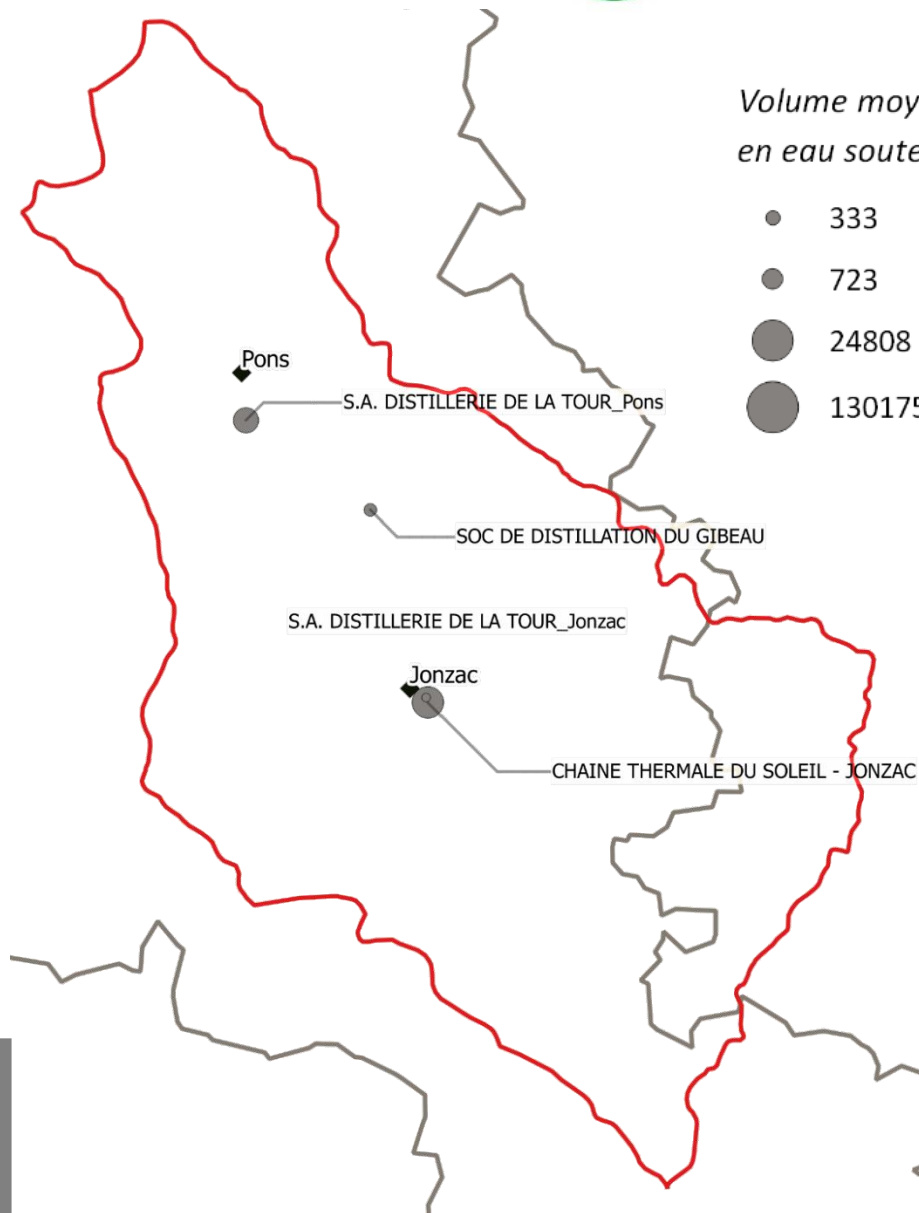 Volume moy
en eau soute
333
723
24808
130175
Pons
S.A. DISTILLERIE DE LA TOUR_Pons
SOC DE DISTILLATION DU GIBEAU
S.A. DISTILLERIE DE LA TOUR_Jonzac
Jonzac
CHAINE THERMALE DU SOLEIL - JONZAC